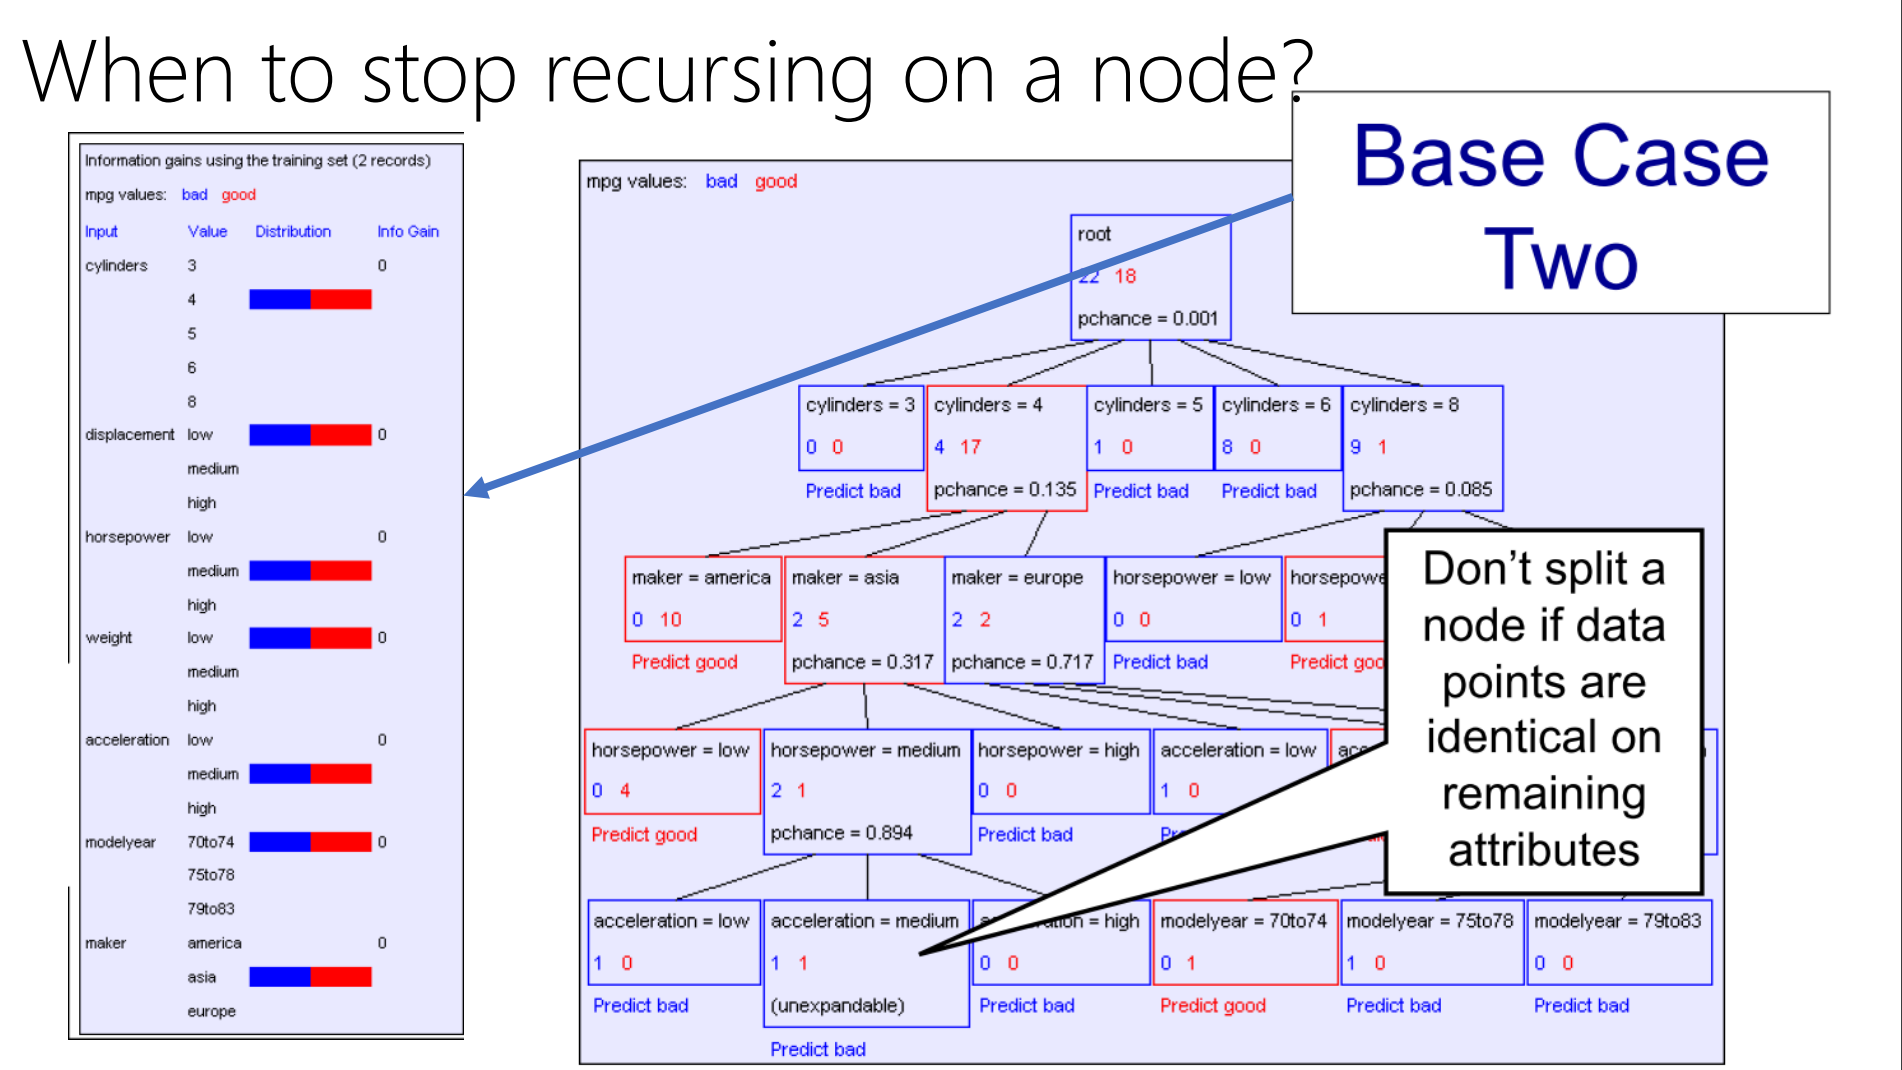 When to stop recursing on a node?
Base Case
Two
Information gains using the training set (2 records)
mpg values: bad good
Input Value Distribution Info Gain
cylinders 3 0
4
5
6
8
displacement low 0
medium
high
horsepower low 0
medium
high
weight low 0
medium
high
acceleration low 0
medium
high
modelyear 70to74 0
75to78
79to83
maker america 0
asia
europe
mpg values: bad good
root
22 18
pchance = 0.001
cylinders = 3 cylinders = 4 cylinders = 5 cylinders = 6 cylinders = 8
0 0 4 17 1 0 8 0 9 1
Predict bad pchance = 0.135 Predict bad Predict bad pchance = 0.085
maker = america maker = asia maker = europe horsepower = low
0 10 2 5 2 2 0 0 0 1
Predict good pchance = 0.317 pchance = 0.717 Predict bad Predict
horsepower = low horsepower = medium horsepower = high acceleration = low
0 4 2 1 0 0 1 0
Predict good pchance = 0.894 Predict bad
acceleration = low acceleration = medium = high modelyear = 70to74 modelyear = 75to78 modelyear = 79to83
1 0 1 1 0 0 0 1 1 0 0 0
Predict bad (unexpandable) Predict bad Predict good Predict bad Predict bad
Predict bad
Don't split a
node if data
points are
identical on
remaining
attributes